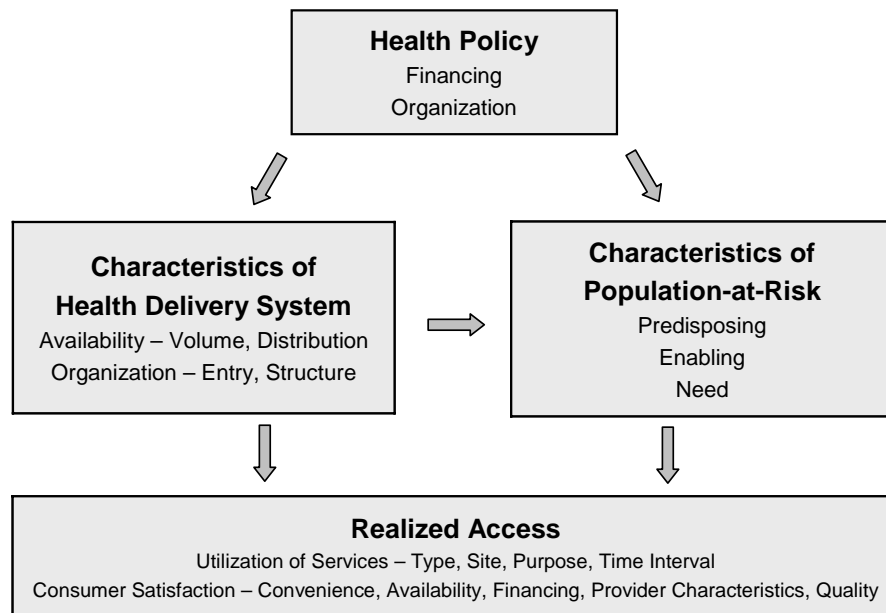 Health Policy
Financing
Organization
Characteristics of
Health Delivery System
Availability – Volume, Distribution
Organization – Entry, Structure
Characteristics of
Population-at-Risk
Predisposing
Enabling
Need
Realized Access
Utilization of Services – Type, Site, Purpose, Time Interval
Consumer Satisfaction – Convenience, Availability, Financing, Provider Characteristics, Quality